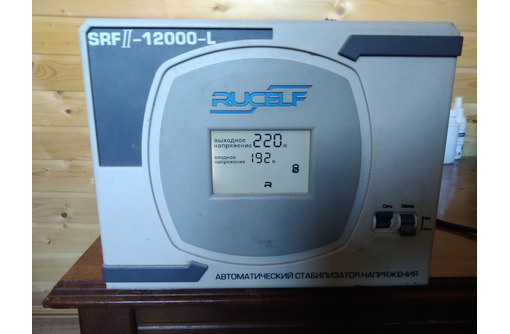 SRFII-12000-L
RUCELF
выходное
напряжение 220 в
входное
напряжение 192 в
8
R
Сеть Обход
АВТОМАТИЧЕСКИЙ СТАБИЛИЗАТОР НАПРЯЖЕНИЯ